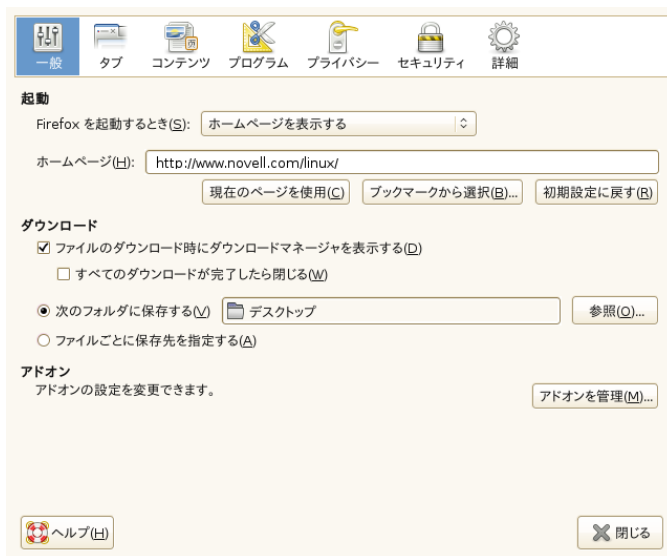 一般 タブ コンテンツ プログラム プライバシー セキュリティ 詳細
起動
Firefox を起動するとき(S): ホームページを表示する
ホームページ(H): http://www.novell.com/linux/
現在のページを使用(C) ブックマークから選択(B)... 初期設定に戻す(R)
ダウンロード
ファイルのダウンロード時にダウンロードマネージャを表示する(D)
すべてのダウンロードが完了したら閉じる(W)
次のフォルダに保存する(V) デスクトップ 参照(O)...
ファイルごとに保存先を指定する(A)
アドオン
アドオンの設定を変更できます。
アドオンを管理(M)...
ヘルプ(H) 閉じる